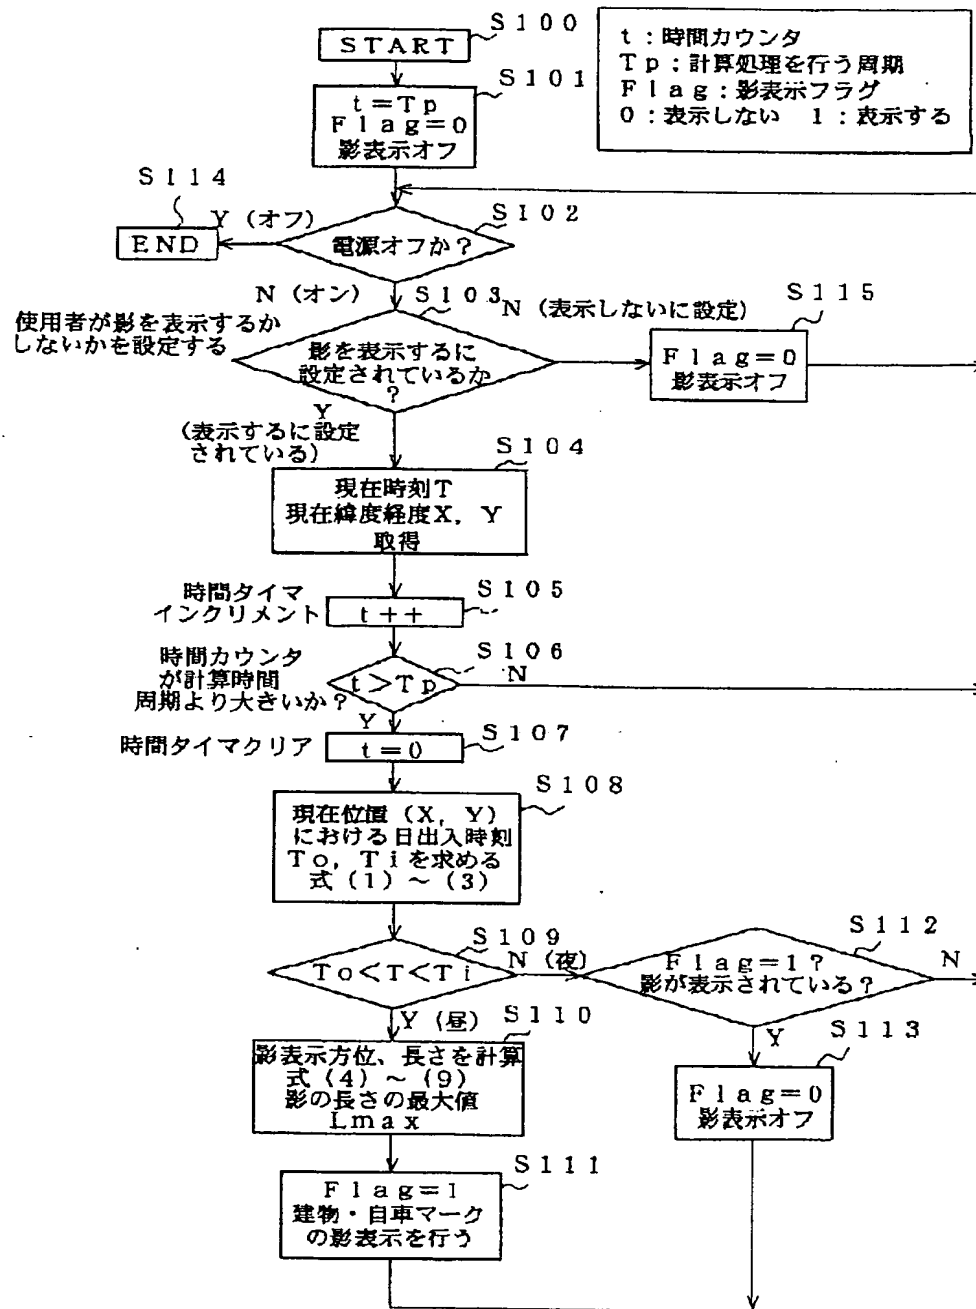 S100
START
t:時間カウンタ
Tp:計算処理を行う周期
Flag:影表示フラグ
0:表示しない 1:表示する
S101
t=Tp
Flag=0
影表示オフ
S114
Y(オフ)
END
S102
電源オフか?
N(オン)
S103
N(表示しないに設定)
S115
使用者が影を表示するか
しないかを設定する
影を表示するに
設定されているか
?
Flag=0
影表示オフ
Y
(表示するに設定
されている)
S104
現在時刻T
現在緯度経度X,Y
取得
時間タイマ
インクリメント
S105
t++
時間カウンタ
が計算時間
周期より大きいか?
S106
t>Tp
N
Y
時間タイマクリア
S107
t=0
S108
現在位置(X,Y)
における日出入時刻
To,Tiを求める
式(1)~(3)
S109
To<T<Ti
N(夜)
S112
Flag=1?
影が表示されている?
N
Y(昼)
S110
影表示方位、長さを計算
式(4)~(9)
影の長さの最大値
Lmax
Y
S113
Flag=0
影表示オフ
S111
Flag=1
建物・自車マーク
の影表示を行う